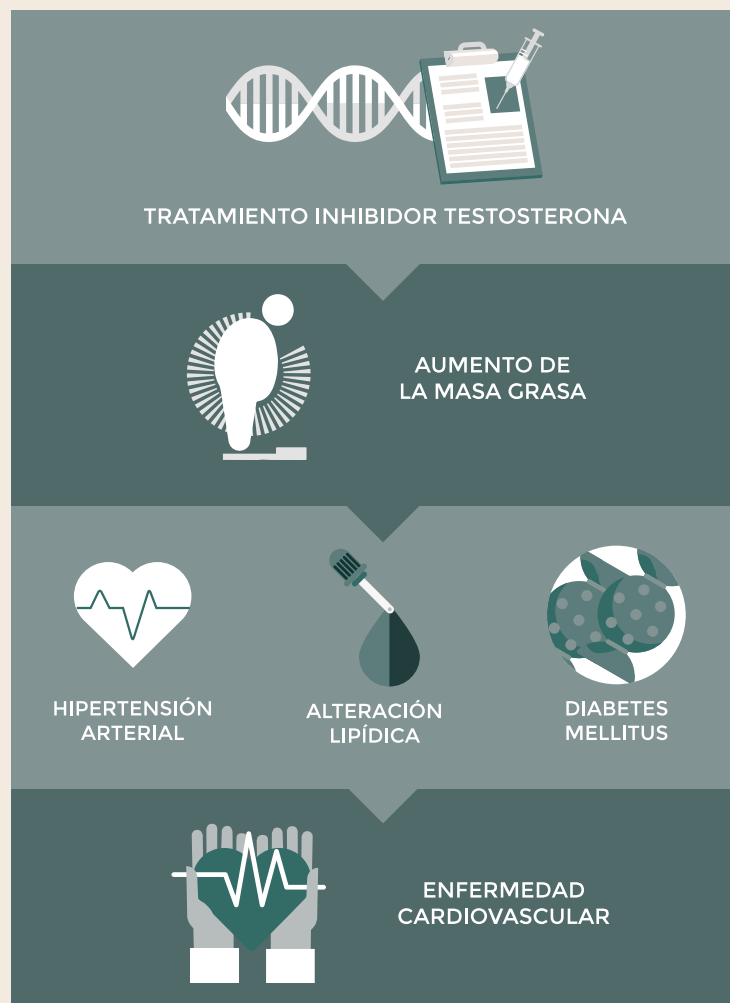 TRATAMIENTO INHIBIDOR TESTOSTERONA
AUMENTO DE
LA MASA GRASA
HIPERTENSIÓN
ARTERIAL
ALTERACIÓN
LIPÍDICA
DIABETES
MELLITUS
ENFERMEDAD
CARDIOVASCULAR